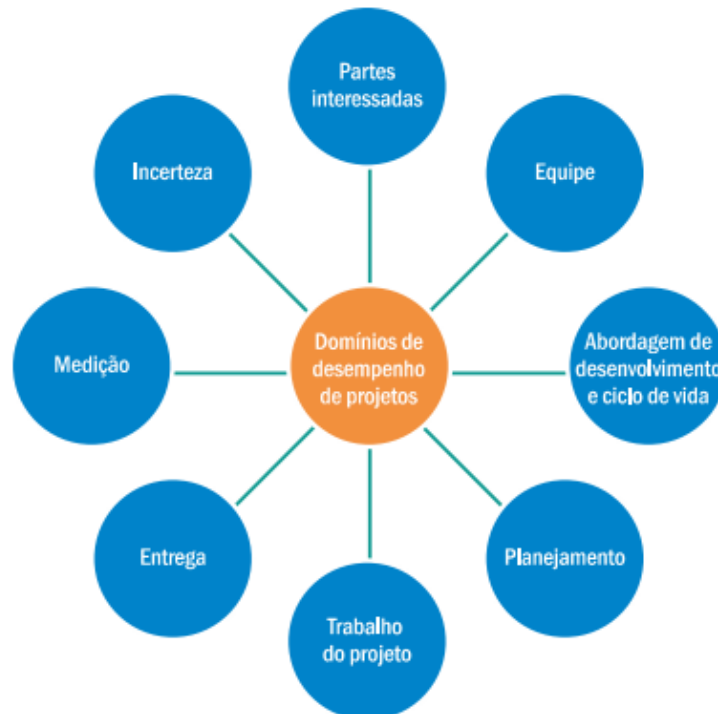 Partes
interessadas
Incerteza
Equipe
Domínios de
desempenho
de projetos
Medição
Abordagem de
desenvolvimento
e ciclo de vida
Entrega
Planejamento
Trabalho
do projeto